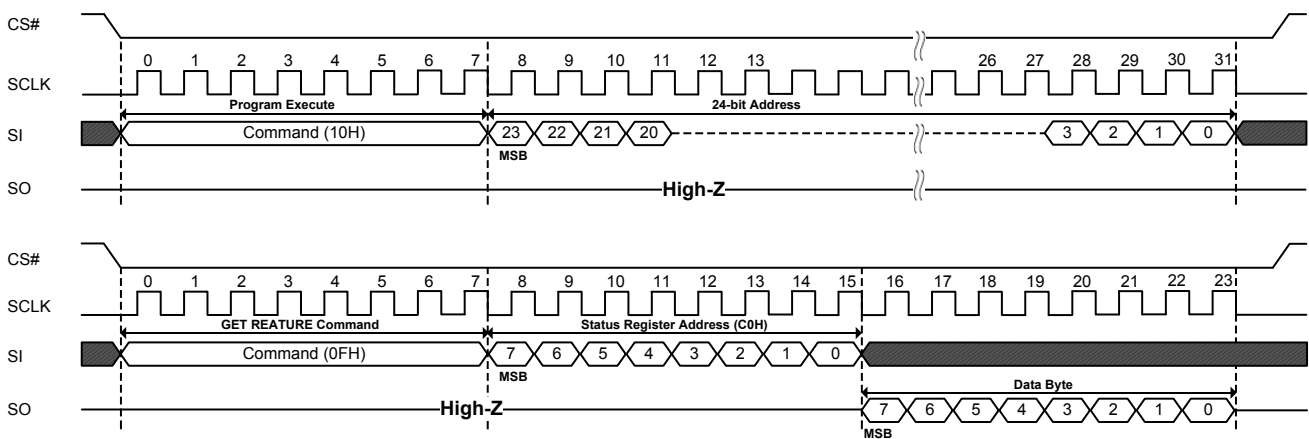 CS#
0 1 2 3 4 5 6 7 8 9 10 11 12 13 26 27 28 29 30 31
SCLK
Program Execute 24-bit Address
SI Command (10H) 23 22 21 20 3 2 1 0
MSB
SO High-Z
CS#
0 1 2 3 4 5 6 7 8 9 10 11 12 13 14 15 16 17 18 19 20 21 22 23
SCLK
GET REATURE Command Status Register Address (C0H)
SI Command (0FH) 7 6 5 4 3 2 1 0
MSB Data Byte
SO High-Z 7 6 5 4 3 2 1 0
MSB